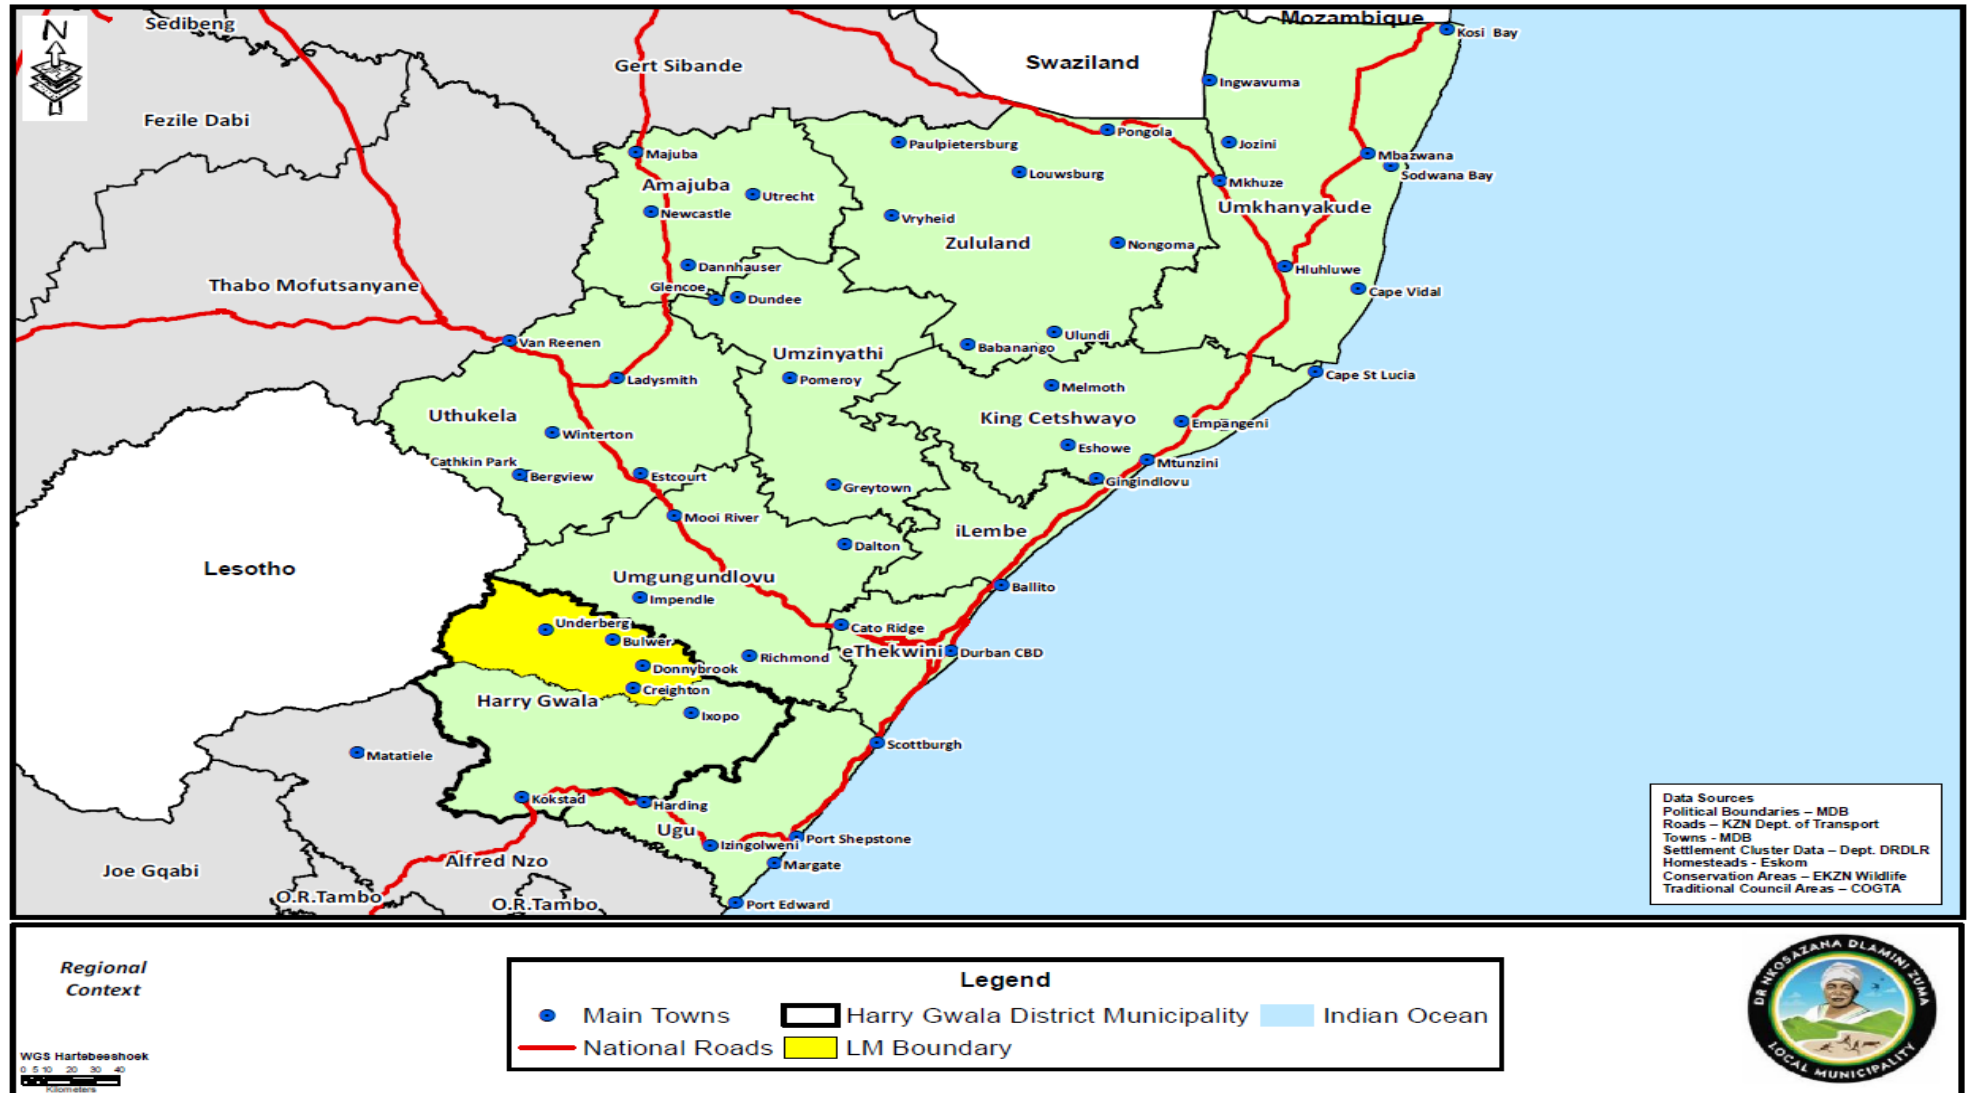 Sedibeng
Mozambique
N
Kosi Bay
Gert Sibande
Swaziland
Ingwavuma
Fezile Dabi
Pongola
Paulpietersburg
Jozini
Majuba
Mbazwana
Louwsburg
Sodwana Bay
Amajuba
Mkhuze
Utrecht
Newcastle
Umkhanyakude
Vryheid
Zululand
Nongoma
Dannhauser
Hluhluwe
Thabo Mofutsanyane
Glencoe
Dundee
Cape Vidal
Ulundi
Van Reenen
Babanango
Umzinyathi
Ladysmith
Pomeroy
Cape St Lucia
Melmoth
Uthukela
King Cetshwayo
Empangeni
Winterton
Eshowe
Cathkin Park
Mtunzini
Bergview
Estcourt
Gingindlovu
Greytown
Mooi River
iLembe
Dalton
Lesotho
Umgungundlovu
Ballito
Impendle
Underberg
Cato Ridge
Bulwer
eThekwini
Durban CBD
Richmond
Donnybrook
Creighton
Harry Gwala
Ixopo
Scottburgh
Matatiele
Kokstad
Harding
Ugu
Port Shepstone
Izingolweni
Alfred Nzo
Margate
Joe Gqabi
O.R.Tambo
O.R.Tambo
Port Edward
Data Sources
Political Boundaries – MDB
Roads – KZN Dept. of Transport
Towns - MDB
Settlement Cluster Data – Dept. DRDLR
Homesteads - Eskom
Conservation Areas – EKZN Wildlife
Traditional Council Areas – COGTA
Regional
Context
WGS Hartebeeshoek
0 5 10 20 30 40
Kilometers
Legend
Main Towns
Harry Gwala District Municipality
Indian Ocean
National Roads
LM Boundary
DR NKOSAZANA DLAMINI ZUMA
LOCAL MUNICIPALITY